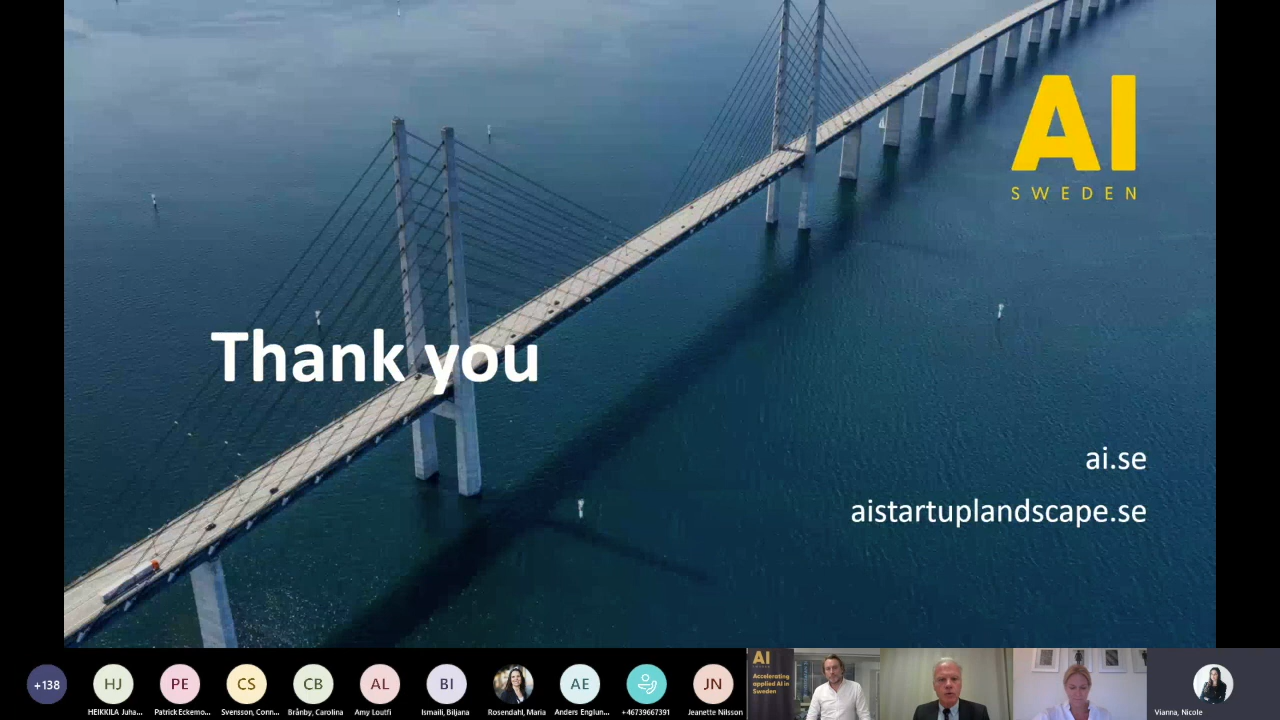 AI
SWEDEN
Thank you
ai.se
aistartuplandscape.se
+138
HJ
PE
CS
CB
AL
BI
AE
JN
HEIKKILA Juha...
Patrick Eckemo...
Svensson, Conn...
Brånby, Carolina
Amy Loutfi
Ismaili, Biljana
Rosendahl, Maria
Anders Englun...
+46739667391
Jeanette Nilsson
AI
Accelerating
applied AI in
Sweden
Vianna, Nicole